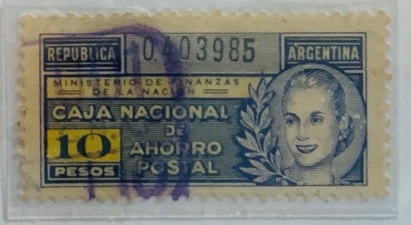 REPUBLICA 0403985 ARGENTINA
MINISTERIO DE FINANZAS
DE LA NACION
CAJA NACIONAL
DE
AHORRO
POSTAL
10
PESOS